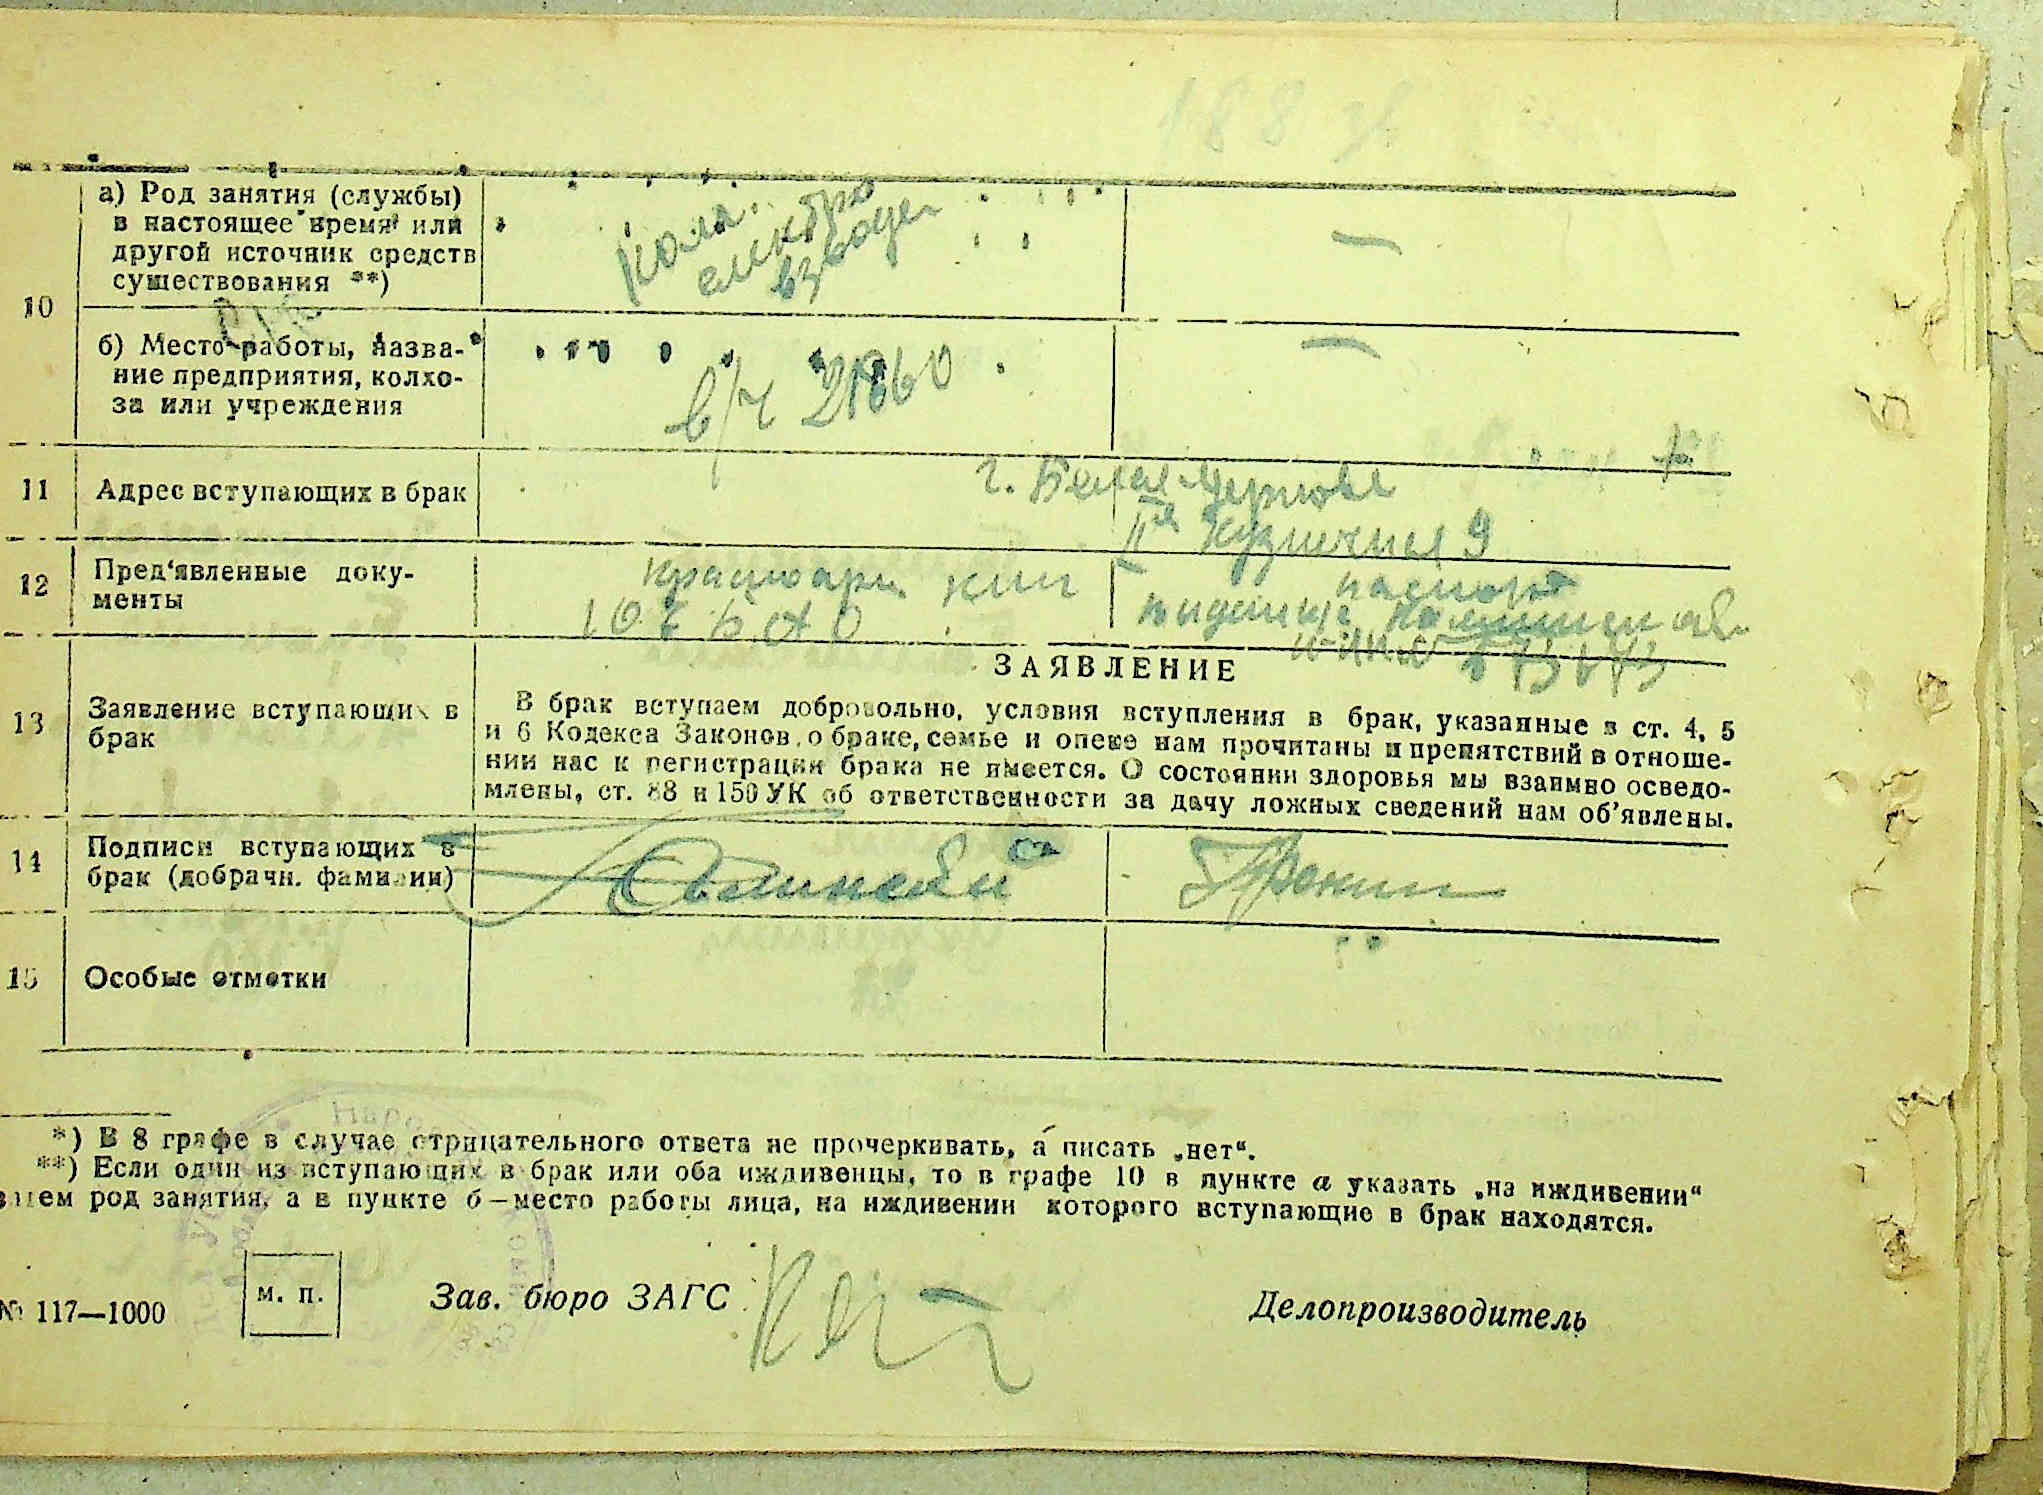 188
10
а) Род занятия (службы)
в настоящее время или
другой источник средств
существования **)
электро
—
б) Место работы, назва-
ние предприятия, колхо-
за или учреждения
в/ч 21860
—
11
Адрес вступающих в брак
г. Белая Церковь
IIя Кузнечная 9
12
Пред'явленные доку-
менты
паспорт
13
Заявление вступающих в
брак
ЗАЯВЛЕНИЕ
В брак вступаем добровольно, условия вступления в брак, указанные в ст. 4, 5
и 6 Кодекса Законов о браке, семье и опеке нам прочитаны и препятствий в отноше-
нии нас к регистрации брака не имеется. О состоянии здоровья мы взаимно осведо-
млены, ст. 88 и 150 УК об ответственности за дачу ложных сведений нам об'явлены.
14
Подписи вступающих в
брак (добрачн. фамилии)
15
Особые отметки
*) В 8 графе в случае отрицательного ответа не прочеркивать, а писать „нет“.
**) Если один из вступающих в брак или оба иждивенцы, то в графе 10 в пункте а указать „на иждивении“
род занятия, а в пункте б — место работы лица, на иждивении которого вступающие в брак находятся.
№ 117—1000
м. п.
Зав. бюро ЗАГС
Делопроизводитель